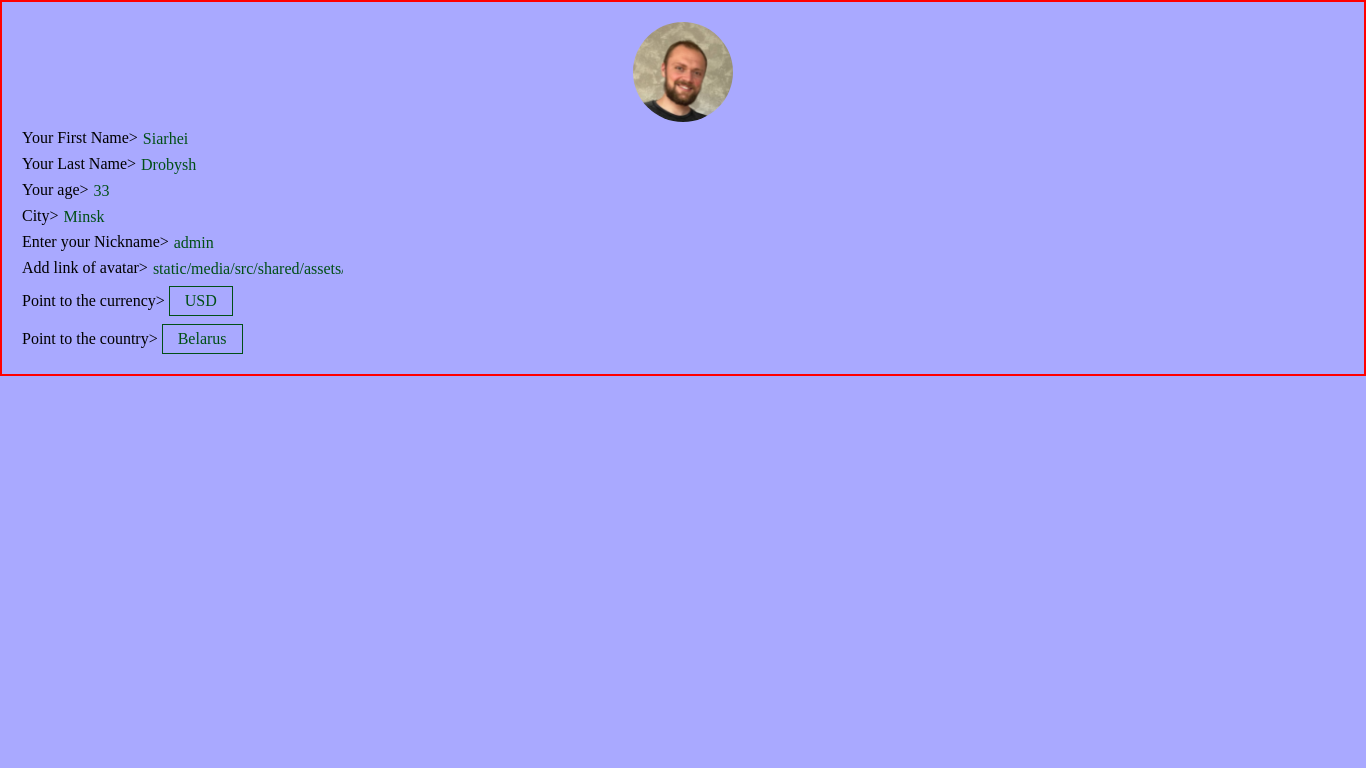 Your First Name> Siarhei
Your Last Name> Drobysh
Your age> 33
City> Minsk
Enter your Nickname> admin
Add link of avatar> static/media/src/shared/assets/
Point to the currency> USD
Point to the country> Belarus